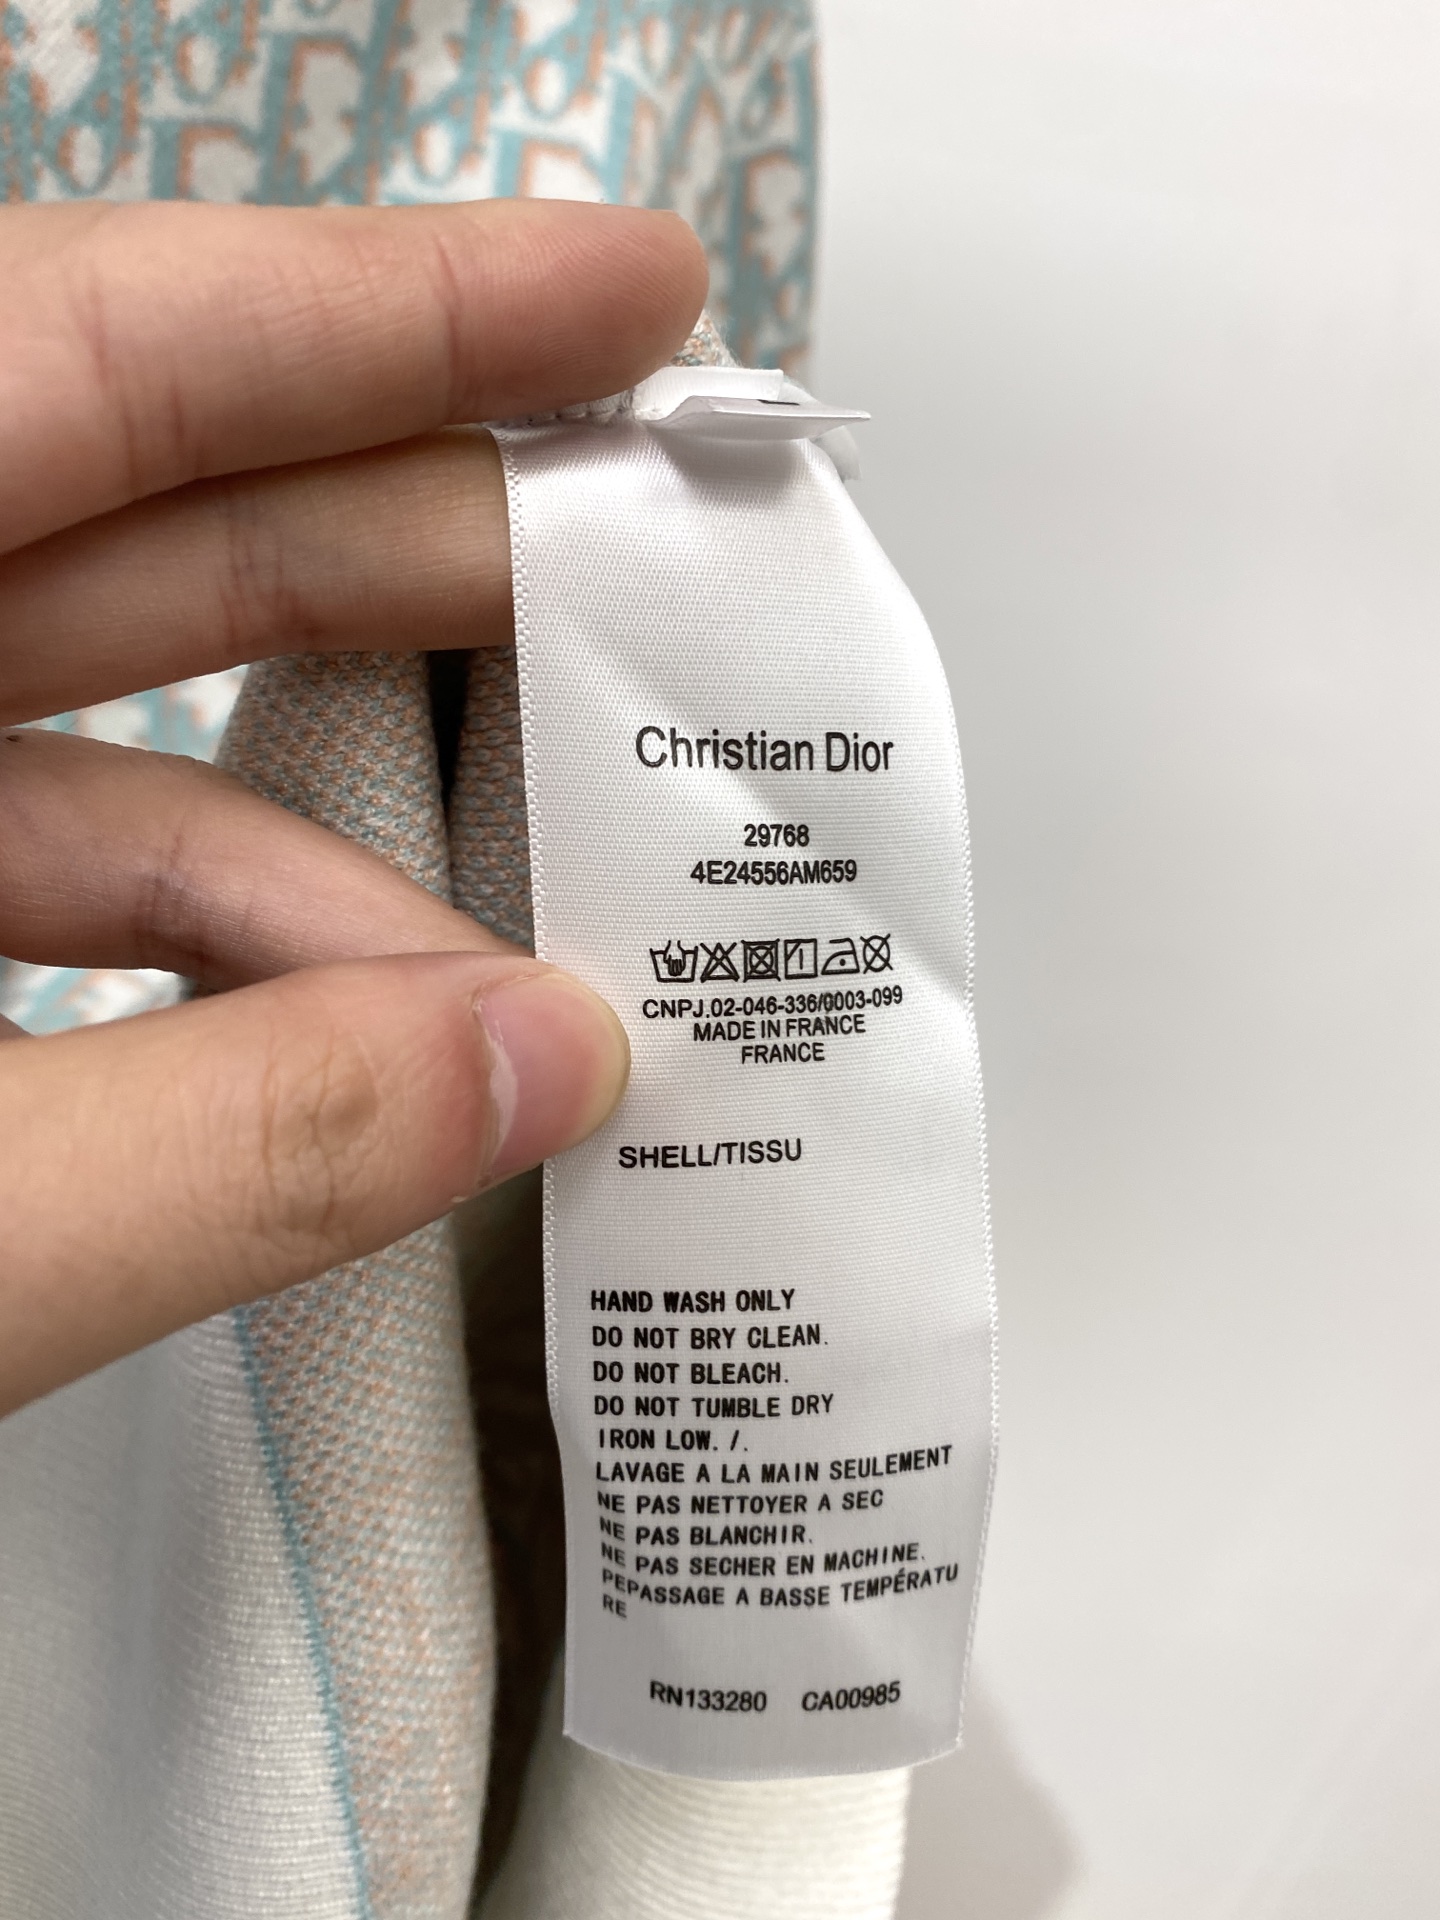 Christian Dior
29768
4E24556AM659
CNPJ.02-046-336/0003-099
MADE IN FRANCE
FRANCE
SHELL/TISSU
HAND WASH ONLY
DO NOT BRY CLEAN.
DO NOT BLEACH.
DO NOT TUMBLE DRY
IRON LOW. /.
LAVAGE A LA MAIN SEULEMENT
NE PAS NETTOYER A SEC
NE PAS BLANCHIR.
NE PAS SECHER EN MACHINE.
PEPASSAGE A BASSE TEMPÉRATU
RE
RN133280 CA00985